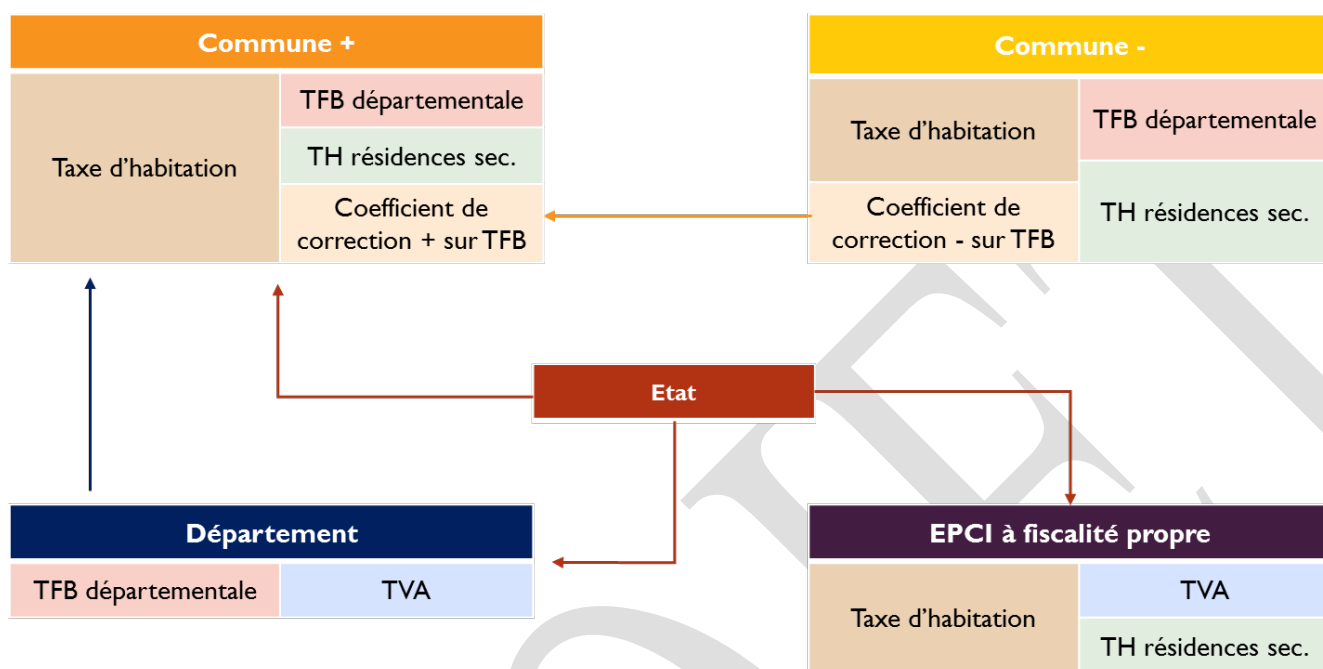 Commune +
Taxe d'habitation
TFB départementale
TH résidences sec.
Coefficient de
correction + sur TFB
Commune -
Taxe d'habitation
TFB départementale
Coefficient de
correction - sur TFB
TH résidences sec.
Etat
Département
TFB départementale
TVA
EPCI à fiscalité propre
Taxe d'habitation
TVA
TH résidences sec.